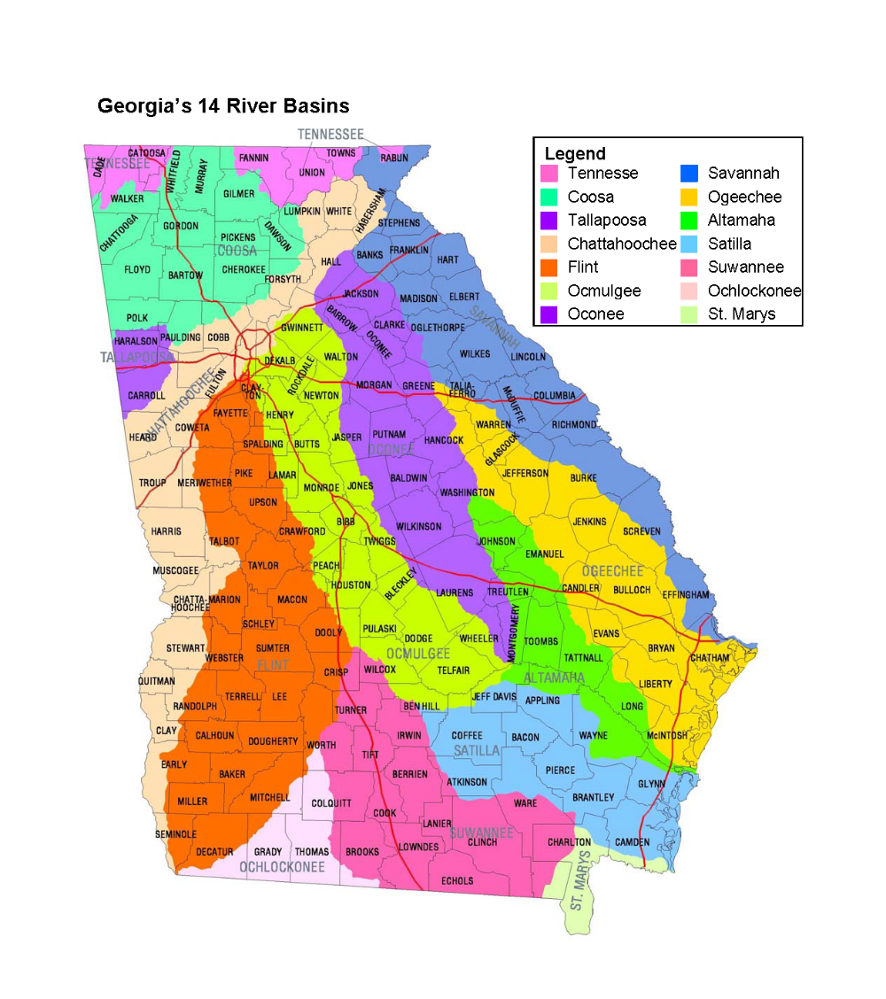 Georgia's 14 River Basins
TENNESSEE
Legend
Tennesse
Savannah
Coosa
Ogeechee
Tallapoosa
Altamaha
Chattahoochee
Satilla
Flint
Suwannee
Ocmulgee
Ochlockonee
Oconee
St. Marys
CATOOSA
TOWNS
FANNIN
RABUN
TENNESSEE
DADE
WHITFIELD
MURRAY
UNION
WALKER
GILMER
LUMPKIN
WHITE
HABERSHAM
STEPHENS
CHATTOOGA
GORDON
PICKENS
DAWSON
COOSA
BANKS
FRANKLIN
HART
HALL
FLOYD
BARTOW
CHEROKEE
FORSYTH
JACKSON
MADISON
ELBERT
POLK
BARROW
CLARKE
OGLETHORPE
SAVANNAH
GWINNETT
HARALSON
PAULDING
COBB
OCONEE
WILKES
LINCOLN
TALLAPOOSA
DEKALB
WALTON
ROCKDALE
FULTON
CHATTAHOOCHEE
CARROLL
CLAY-
TON
NEWTON
MORGAN
GREENE
TALIA-
FERRO
McDUFFIE
COLUMBIA
FAYETTE
HENRY
WARREN
RICHMOND
HEARD
COWETA
SPALDING
BUTTS
JASPER
PUTNAM
HANCOCK
GLASCOCK
OCONEE
TROUP
MERIWETHER
PIKE
LAMAR
MONROE
JONES
BALDWIN
WASHINGTON
JEFFERSON
BURKE
UPSON
HARRIS
TALBOT
CRAWFORD
BIBB
TWIGGS
WILKINSON
JOHNSON
JENKINS
SCREVEN
EMANUEL
MUSCOGEE
TAYLOR
PEACH
OGEECHEE
HOUSTON
BLECKLEY
LAURENS
TREUTLEN
CANDLER
BULLOCH
EFFINGHAM
CHATTA-
HOOCHEE
MARION
MACON
SCHLEY
DOOLY
PULASKI
DODGE
WHEELER
MONTGOMERY
TOOMBS
EVANS
BRYAN
STEWART
WEBSTER
SUMTER
FLINT
OCMULGEE
TATTNALL
CHATHAM
CRISP
WILCOX
TELFAIR
ALTAMAHA
QUITMAN
LIBERTY
RANDOLPH
TERRELL
LEE
TURNER
BEN HILL
JEFF DAVIS
APPLING
LONG
CLAY
CALHOUN
DOUGHERTY
WORTH
IRWIN
COFFEE
BACON
WAYNE
McINTOSH
SATILLA
TIFT
EARLY
BAKER
BERRIEN
ATKINSON
PIERCE
GLYNN
MILLER
MITCHELL
COLQUITT
COOK
WARE
BRANTLEY
SEMINOLE
LANIER
SUWANNEE
DECATUR
GRADY
THOMAS
BROOKS
LOWNDES
CLINCH
CHARLTON
CAMDEN
OCHLOCKONEE
ECHOLS
ST. MARYS